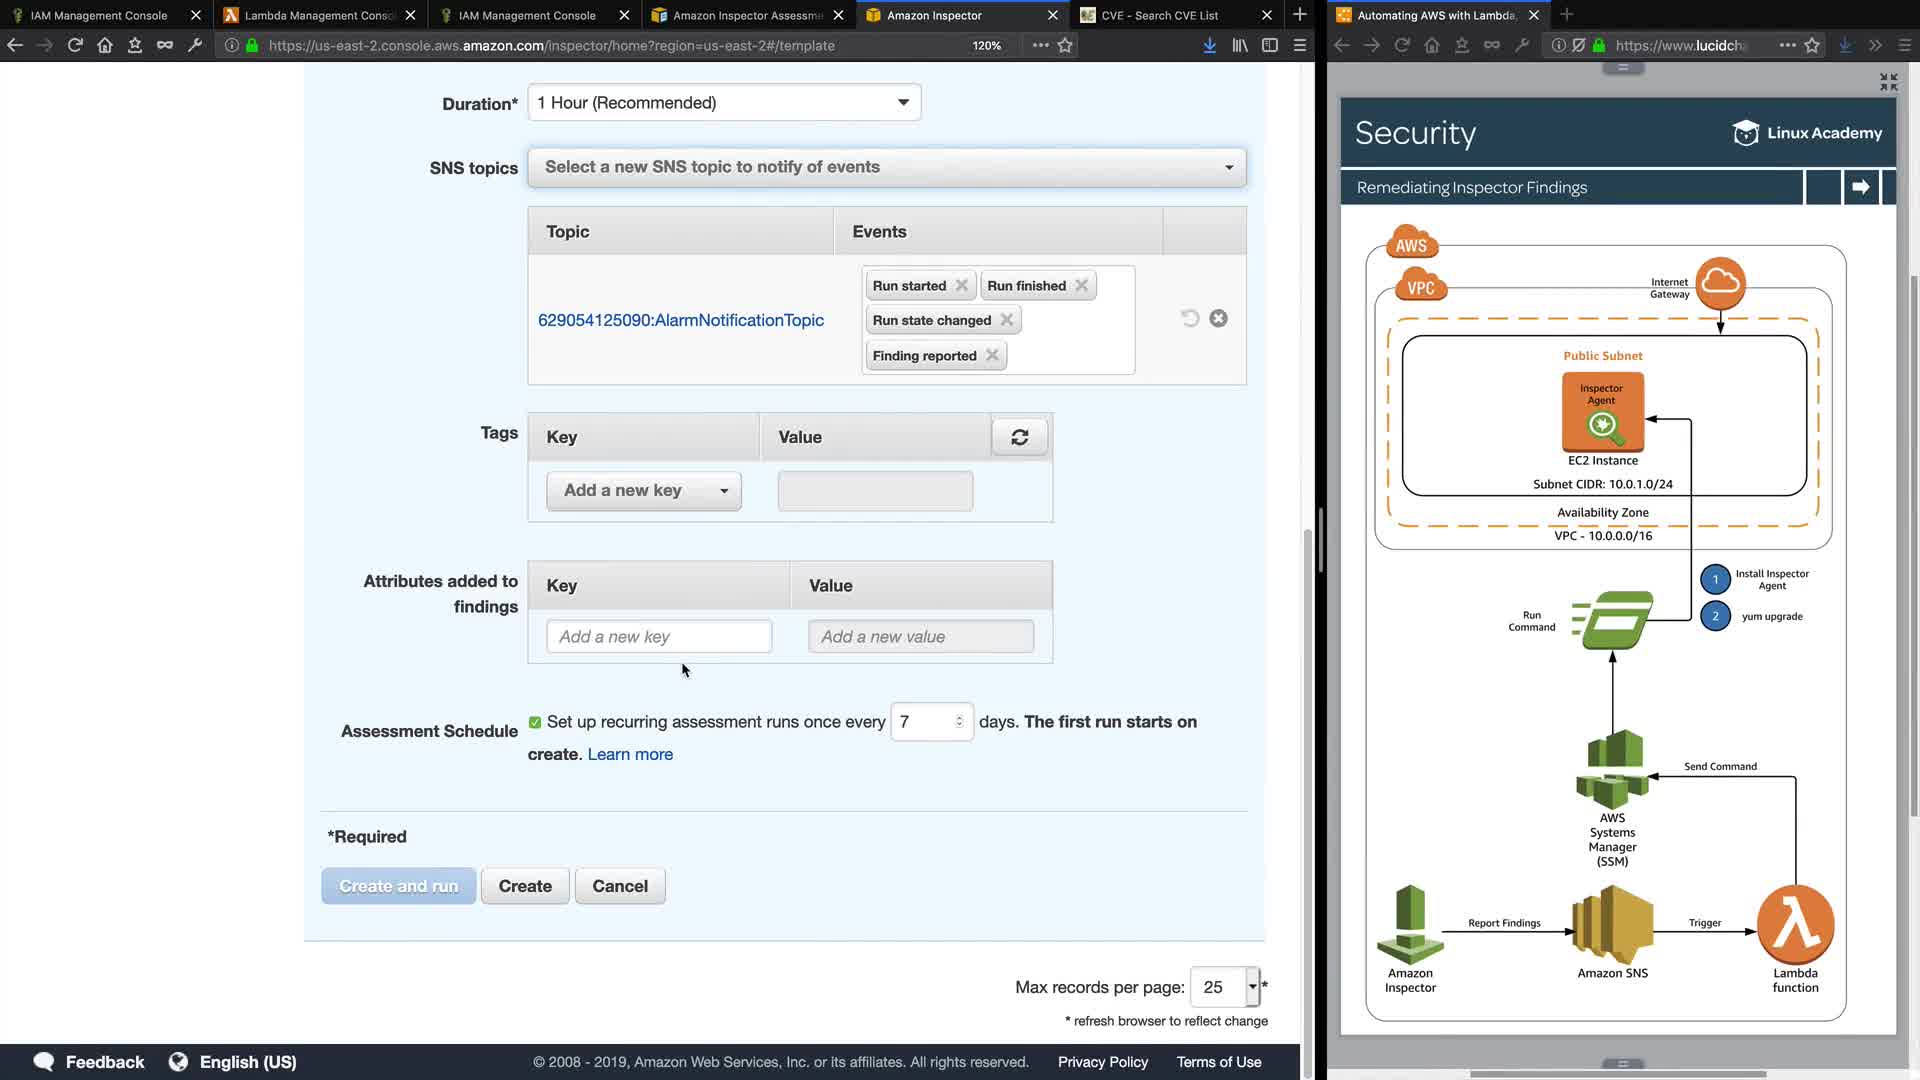 IAM Management Console
Lambda Management Conso
IAM Management Console
Amazon Inspector Assessme
Amazon Inspector
CVE - Search CVE List
Automating AWS with Lambda,
https://us-east-2.console.aws.amazon.com/inspector/home?region=us-east-2#/template
120%
https://www.lucidcha
Duration*
1 Hour (Recommended)
SNS topics
Select a new SNS topic to notify of events
Topic
Events
629054125090:AlarmNotificationTopic
Run started
Run finished
Run state changed
Finding reported
Tags
Key
Value
Add a new key
Attributes added to
findings
Key
Value
Add a new key
Add a new value
Assessment Schedule
Set up recurring assessment runs once every 7 days. The first run starts on
create. Learn more
*Required
Create and run
Create
Cancel
Max records per page: 25 *
* refresh browser to reflect change
Feedback
English (US)
© 2008 - 2019, Amazon Web Services, Inc. or its affiliates. All rights reserved.
Privacy Policy
Terms of Use
Security
Linux Academy
Remediating Inspector Findings
AWS
VPC
Internet
Gateway
Public Subnet
Inspector
Agent
EC2 Instance
Subnet CIDR: 10.0.1.0/24
Availability Zone
VPC - 10.0.0.0/16
1
Install Inspector
Agent
2
yum upgrade
Run
Command
Send Command
AWS
Systems
Manager
(SSM)
Report Findings
Trigger
Amazon
Inspector
Amazon SNS
Lambda
function